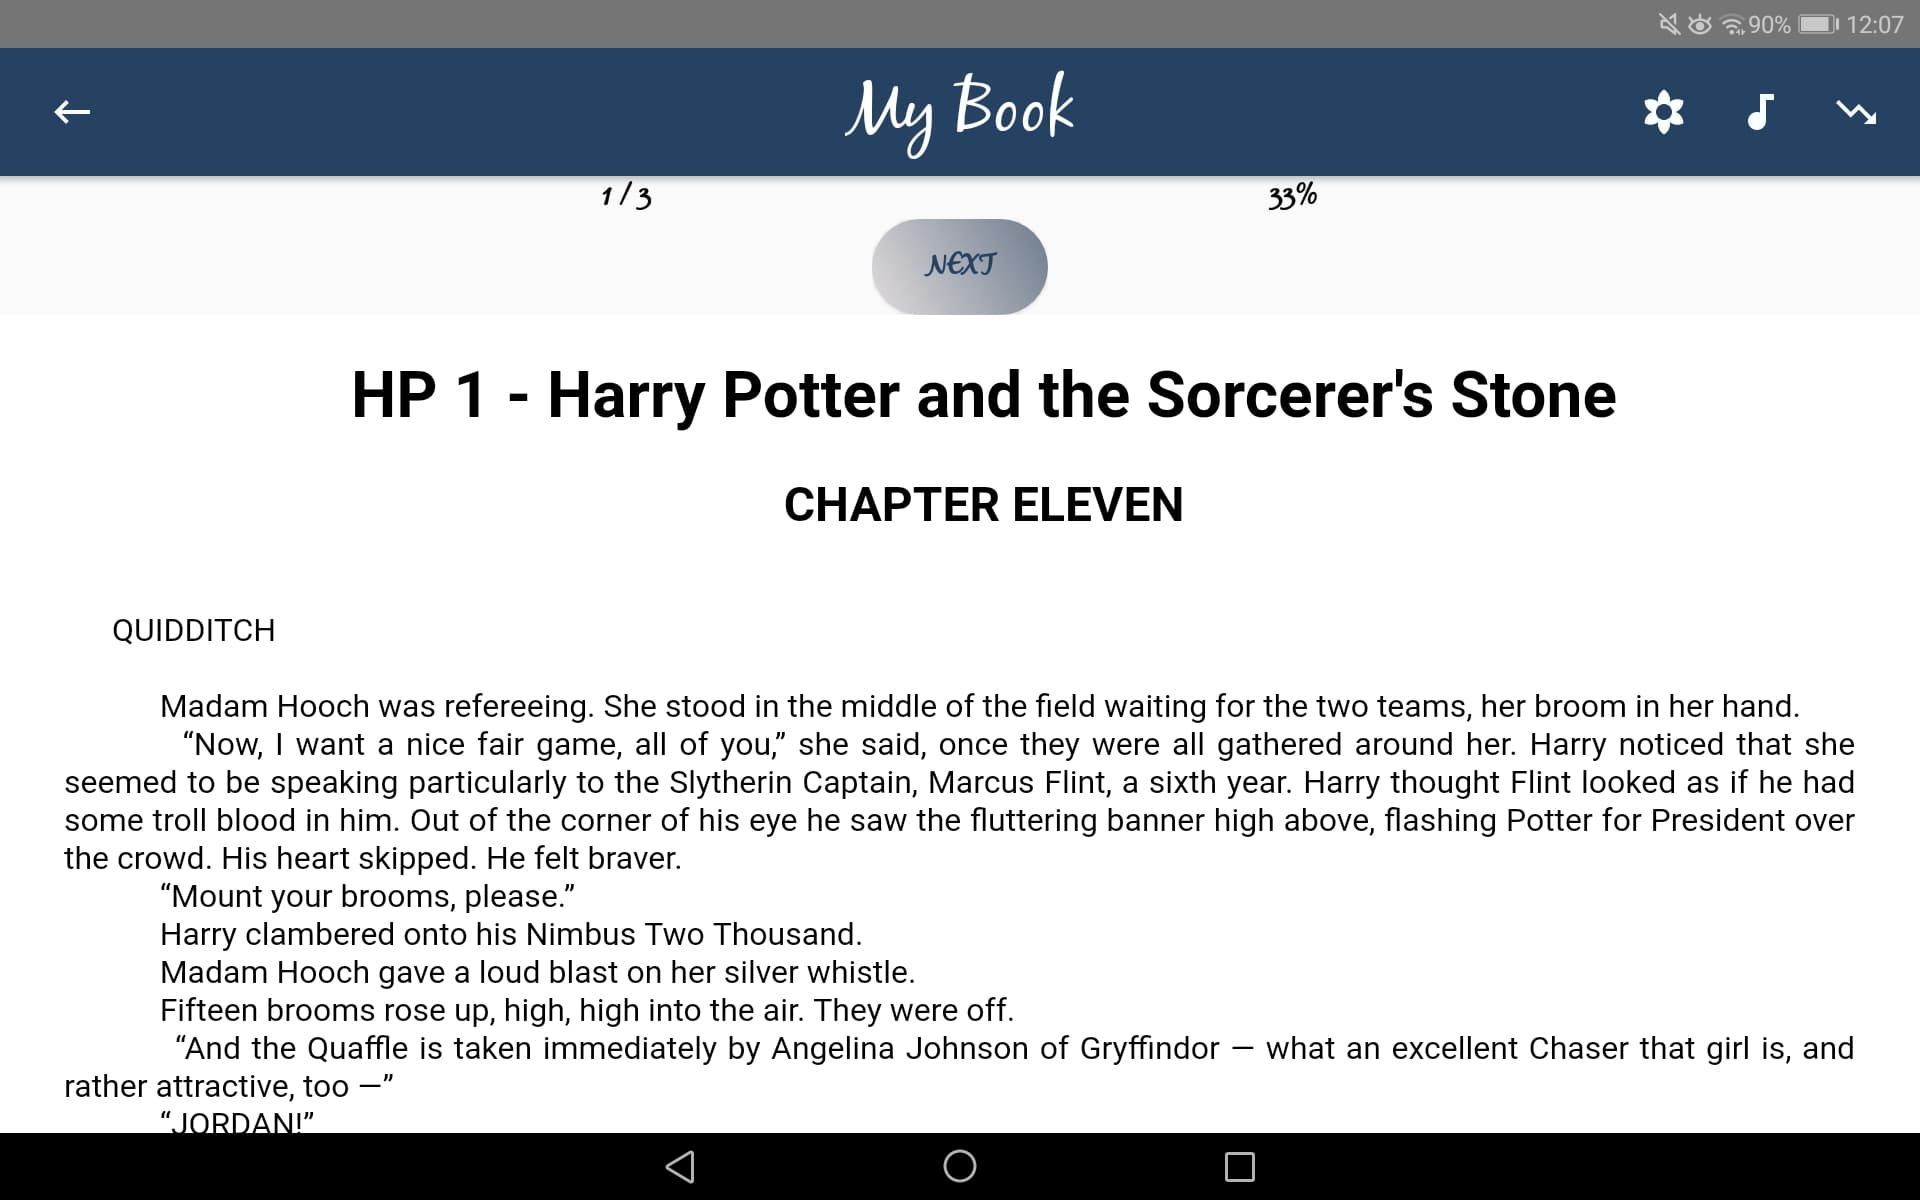 90% 12:07
My Book
1 / 3 33%
NEXT
HP 1 - Harry Potter and the Sorcerer's Stone
CHAPTER ELEVEN
QUIDDITCH
Madam Hooch was refereeing. She stood in the middle of the field waiting for the two teams, her broom in her hand.
“Now, I want a nice fair game, all of you,” she said, once they were all gathered around her. Harry noticed that she
seemed to be speaking particularly to the Slytherin Captain, Marcus Flint, a sixth year. Harry thought Flint looked as if he had
some troll blood in him. Out of the corner of his eye he saw the fluttering banner high above, flashing Potter for President over
the crowd. His heart skipped. He felt braver.
“Mount your brooms, please.”
Harry clambered onto his Nimbus Two Thousand.
Madam Hooch gave a loud blast on her silver whistle.
Fifteen brooms rose up, high, high into the air. They were off.
“And the Quaffle is taken immediately by Angelina Johnson of Gryffindor — what an excellent Chaser that girl is, and
rather attractive, too —”
“JORDAN!”